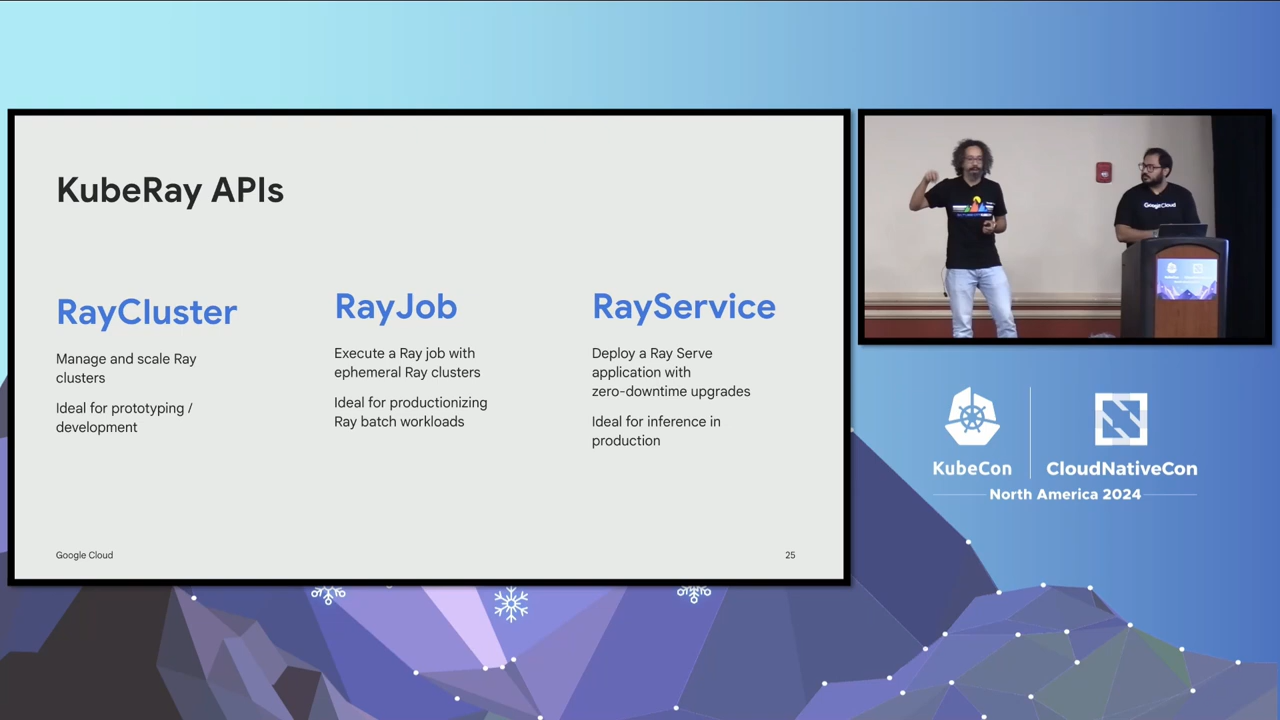 KubeRay APIs
RayCluster
Manage and scale Ray
clusters
Ideal for prototyping /
development
RayJob
Execute a Ray job with
ephemeral Ray clusters
Ideal for productionizing
Ray batch workloads
RayService
Deploy a Ray Serve
application with
zero-downtime upgrades
Ideal for inference in
production
Google Cloud
25
Google Cloud
KubeCon
CloudNativeCon
North America 2024